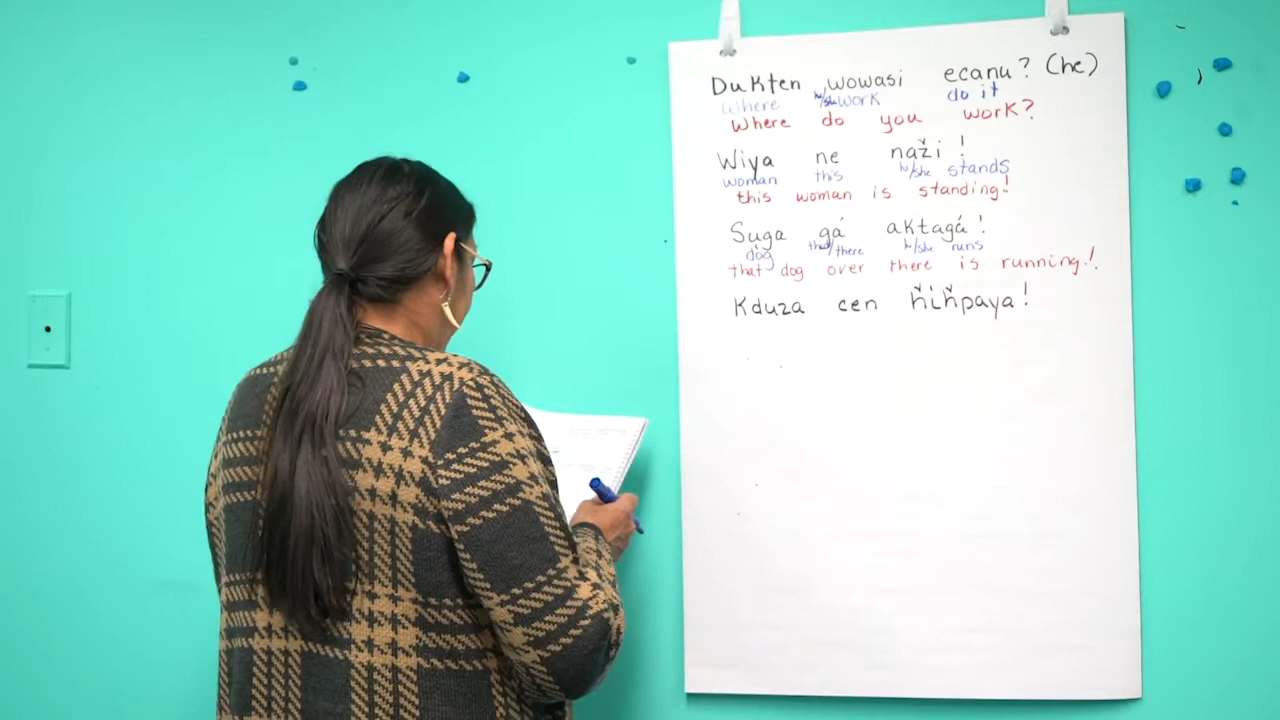 Dukten wowasi ecanu? (he)
Where h/she work do it
Where do you work?
Wiya ne naži!
woman this h/she stands
this woman is standing!
Suga gá aktagá!
dog that/there h/she runs
that dog over there is running!
Kduza cen ȟiȟpaya!